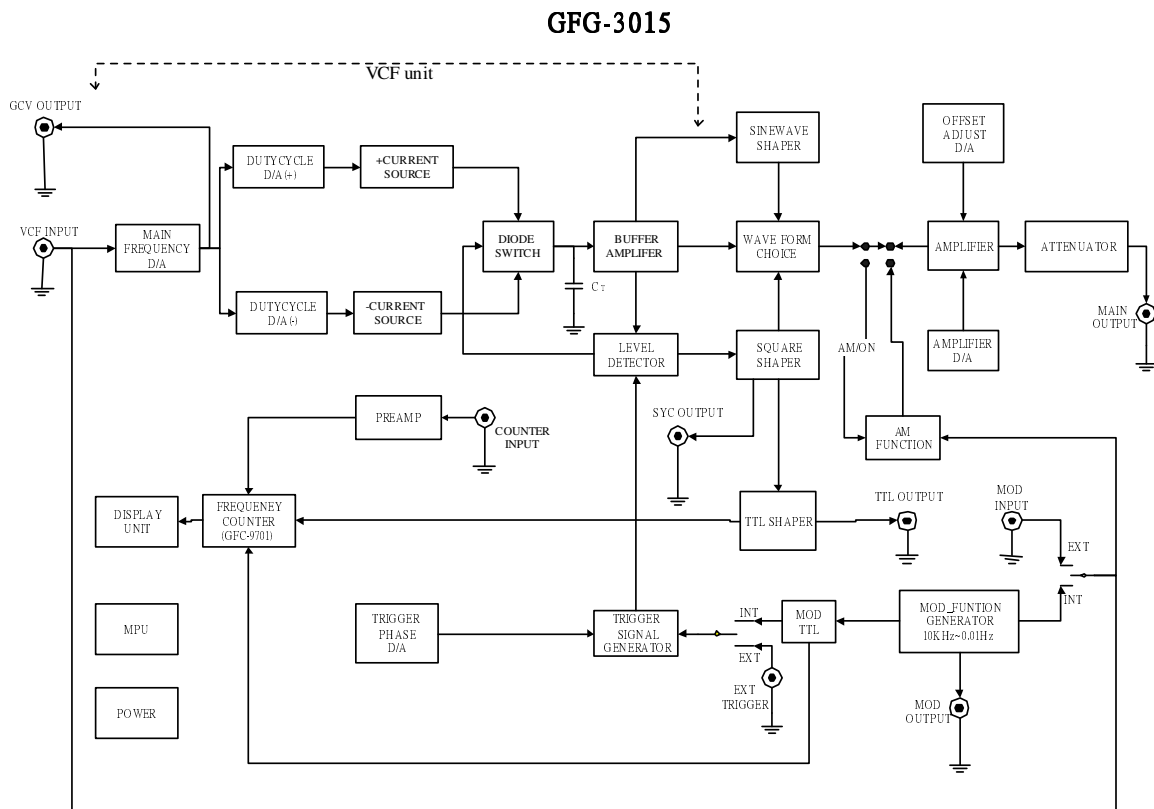 GFG-3015
VCF unit
GCV OUTPUT
DUTYCYCLE
D/A (+)
+CURRENT
SOURCE
SINEWAVE
SHAPER
OFFSET
ADJUST
D/A
VCF INPUT
MAIN
FREQUENCY
D/A
DIODE
SWITCH
BUFFER
AMPLIFER
WAVE FORM
CHOICE
AMPLIFIER
ATTENUATOR
CT
DUTYCYCLE
D/A (-)
-CURRENT
SOURCE
MAIN
OUTPUT
LEVEL
DETECTOR
SQUARE
SHAPER
AM/ON
AMPLIFIER
D/A
PREAMP
COUNTER
INPUT
SYC OUTPUT
AM
FUNCTION
DISPLAY
UNIT
FREQUENEY
COUNTER
(GFC-9701)
TTL SHAPER
TTL OUTPUT
MOD
INPUT
EXT
INT
MPU
TRIGGER
PHASE
D/A
TRIGGER
SIGNAL
GENERATOR
INT
EXT
MOD
TTL
MOD_FUNTION
GENERATOR
10KHz~0.01Hz
POWER
EXT
TRIGGER
MOD
OUTPUT